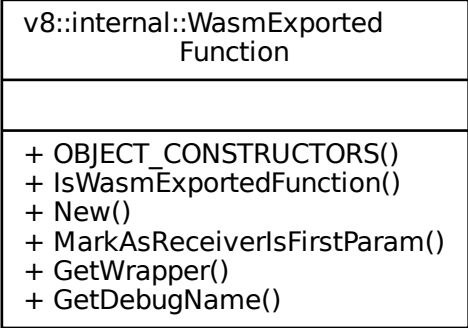 v8::internal::WasmExported
Function
+ OBJECT_CONSTRUCTORS()
+ IsWasmExportedFunction()
+ New()
+ MarkAsReceiverIsFirstParam()
+ GetWrapper()
+ GetDebugName()